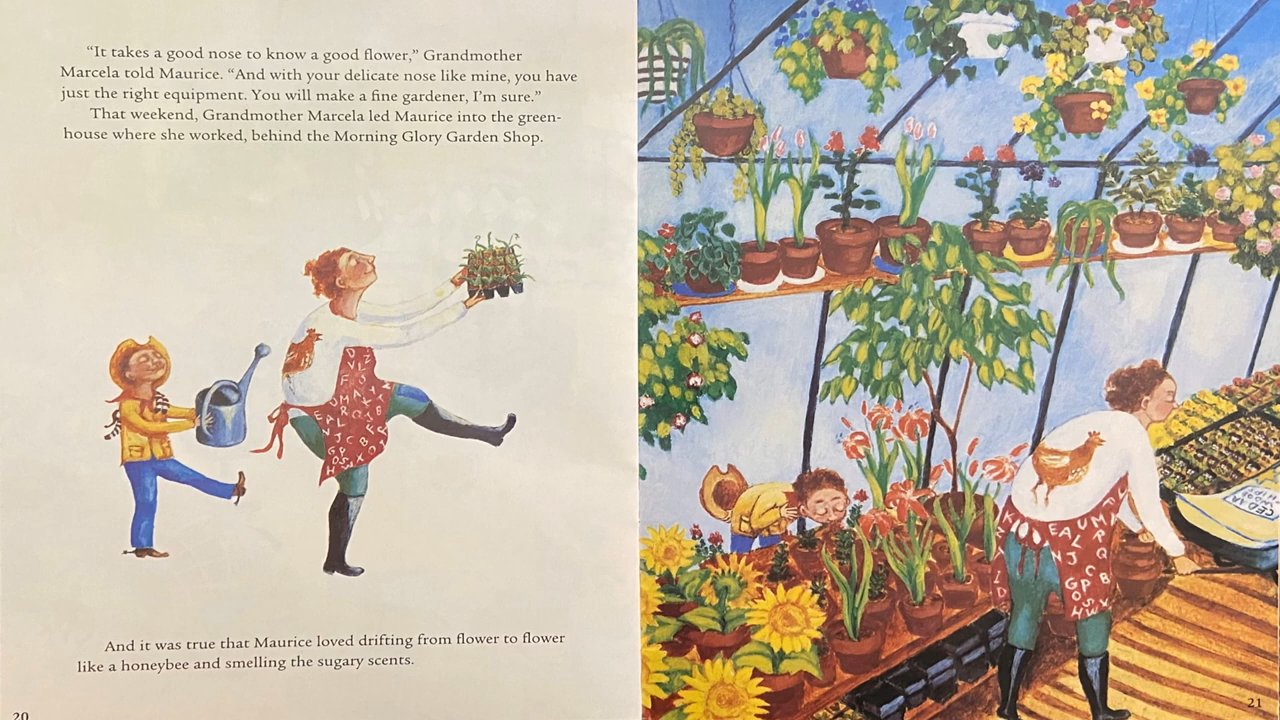 “It takes a good nose to know a good flower,” Grandmother
Marcela told Maurice. “And with your delicate nose like mine, you have
just the right equipment. You will make a fine gardener, I’m sure.”
That weekend, Grandmother Marcela led Maurice into the green-
house where she worked, behind the Morning Glory Garden Shop.
And it was true that Maurice loved drifting from flower to flower
like a honeybee and smelling the sugary scents.
20
CEDAR
21